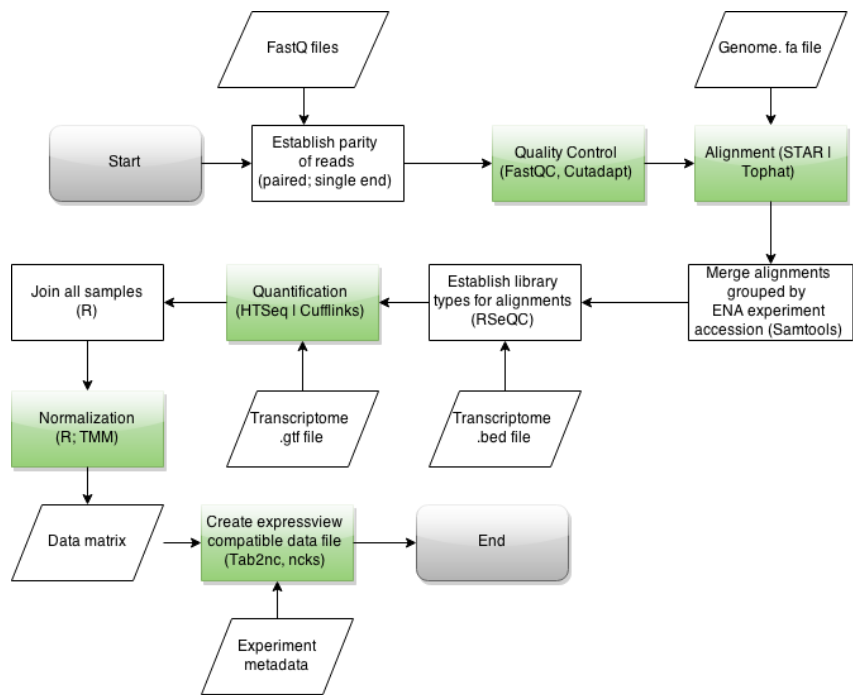 FastQ files
Genome. fa file
Start
Establish parity
of reads
(paired; single end)
Quality Control
(FastQC, Cutadapt)
Alignment (STAR |
Tophat)
Join all samples
(R)
Quantification
(HTSeq | Cufflinks)
Establish library
types for alignments
(RSeQC)
Merge alignments
grouped by
ENA experiment
accession (Samtools)
Normalization
(R; TMM)
Transcriptome
.gtf file
Transcriptome
.bed file
Data matrix
Create expressview
compatible data file
(Tab2nc, ncks)
End
Experiment
metadata